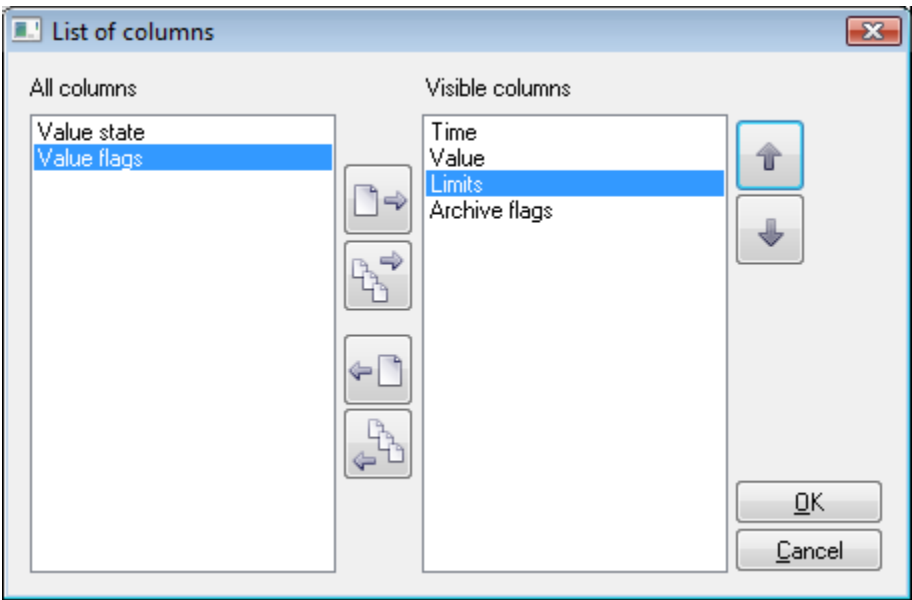 List of columns
All columns
Visible columns
Value state
Value flags
Time
Value
Limits
Archive flags
OK
Cancel